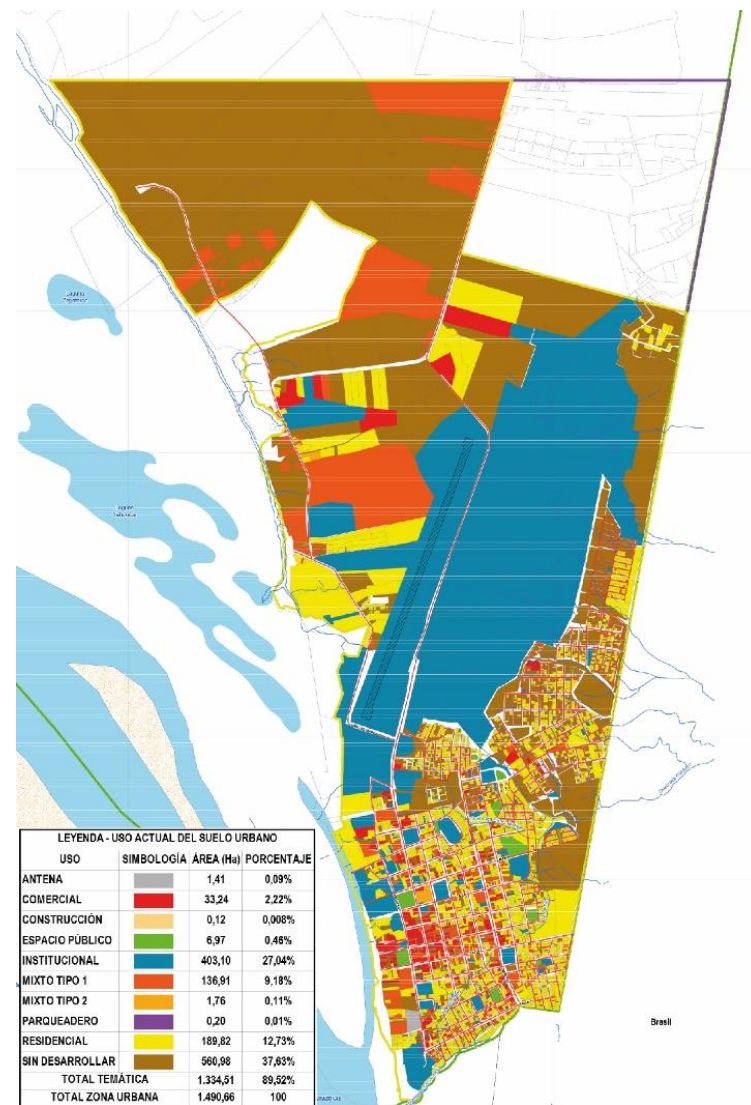 Laguna
Laguna
LEYENDA - USO ACTUAL DEL SUELO URBANO
USO SIMBOLOGÍA ÁREA (Ha) PORCENTAJE
ANTENA 1,41 0,09%
COMERCIAL 33,24 2,22%
CONSTRUCCIÓN 0,12 0,008%
ESPACIO PÚBLICO 6,97 0,46%
INSTITUCIONAL 403,10 27,04%
MIXTO TIPO 1 136,91 9,18%
MIXTO TIPO 2 1,76 0,11%
PARQUEADERO 0,20 0,01%
RESIDENCIAL 189,82 12,73%
SIN DESARROLLAR 560,98 37,63%
TOTAL TEMÁTICA 1.334,51 89,52%
TOTAL ZONA URBANA 1.490,66 100
Brasil